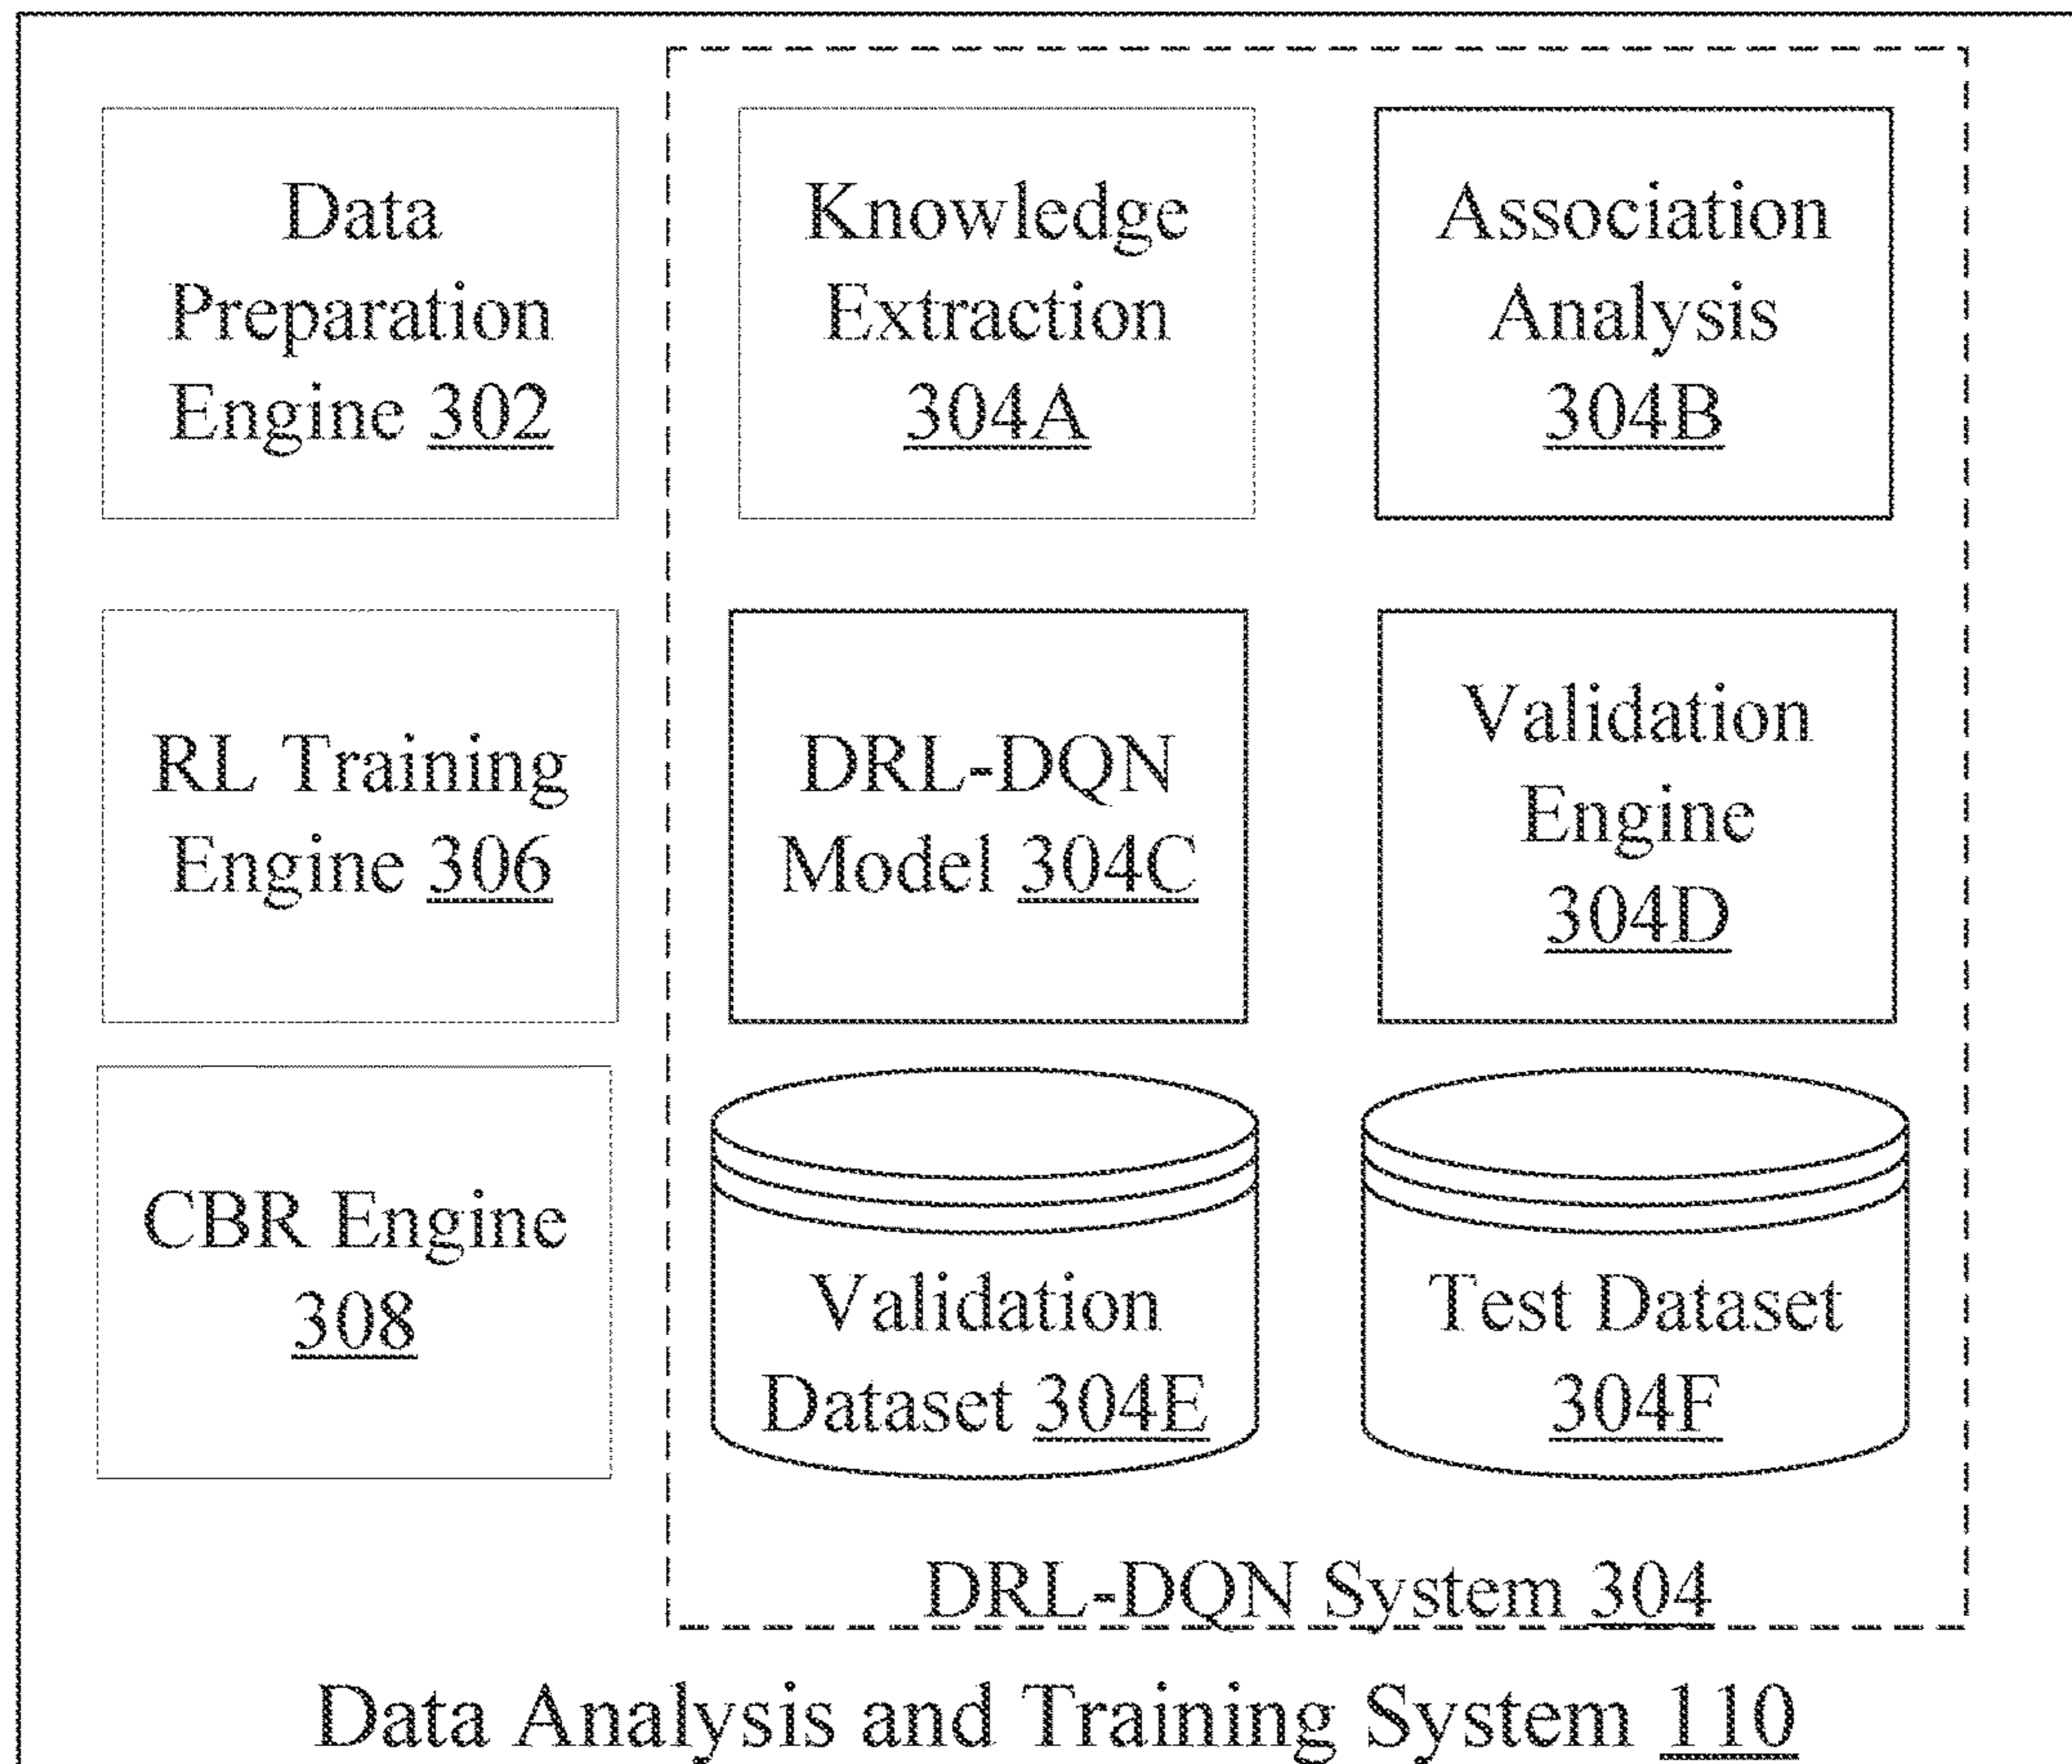 Data
Preparation
Engine 302
Knowledge
Extraction
304A
Association
Analysis
304B
RL Training
Engine 306
DRL-DQN
Model 304C
Validation
Engine
304D
CBR Engine
308
Validation
Dataset 304E
Test Dataset
304F
DRL-DQN System 304
Data Analysis and Training System 110